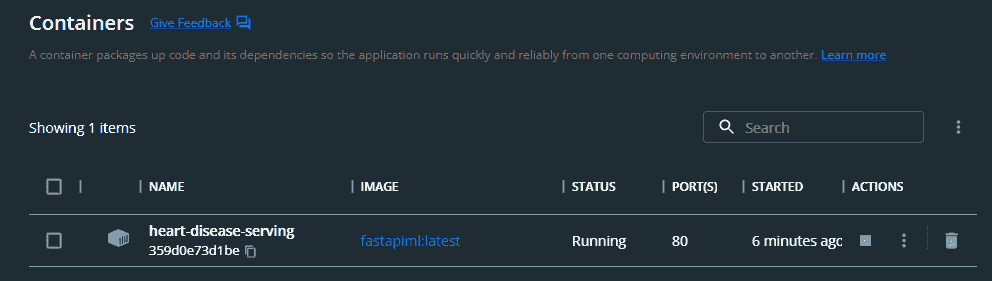 Containers Give Feedback
A container packages up code and its dependencies so the application runs quickly and reliably from one computing environment to another. Learn more
Showing 1 items
Search
NAME IMAGE STATUS PORT(S) STARTED ACTIONS
heart-disease-serving
359d0e73d1be
fastapiml:latest Running 80 6 minutes agc